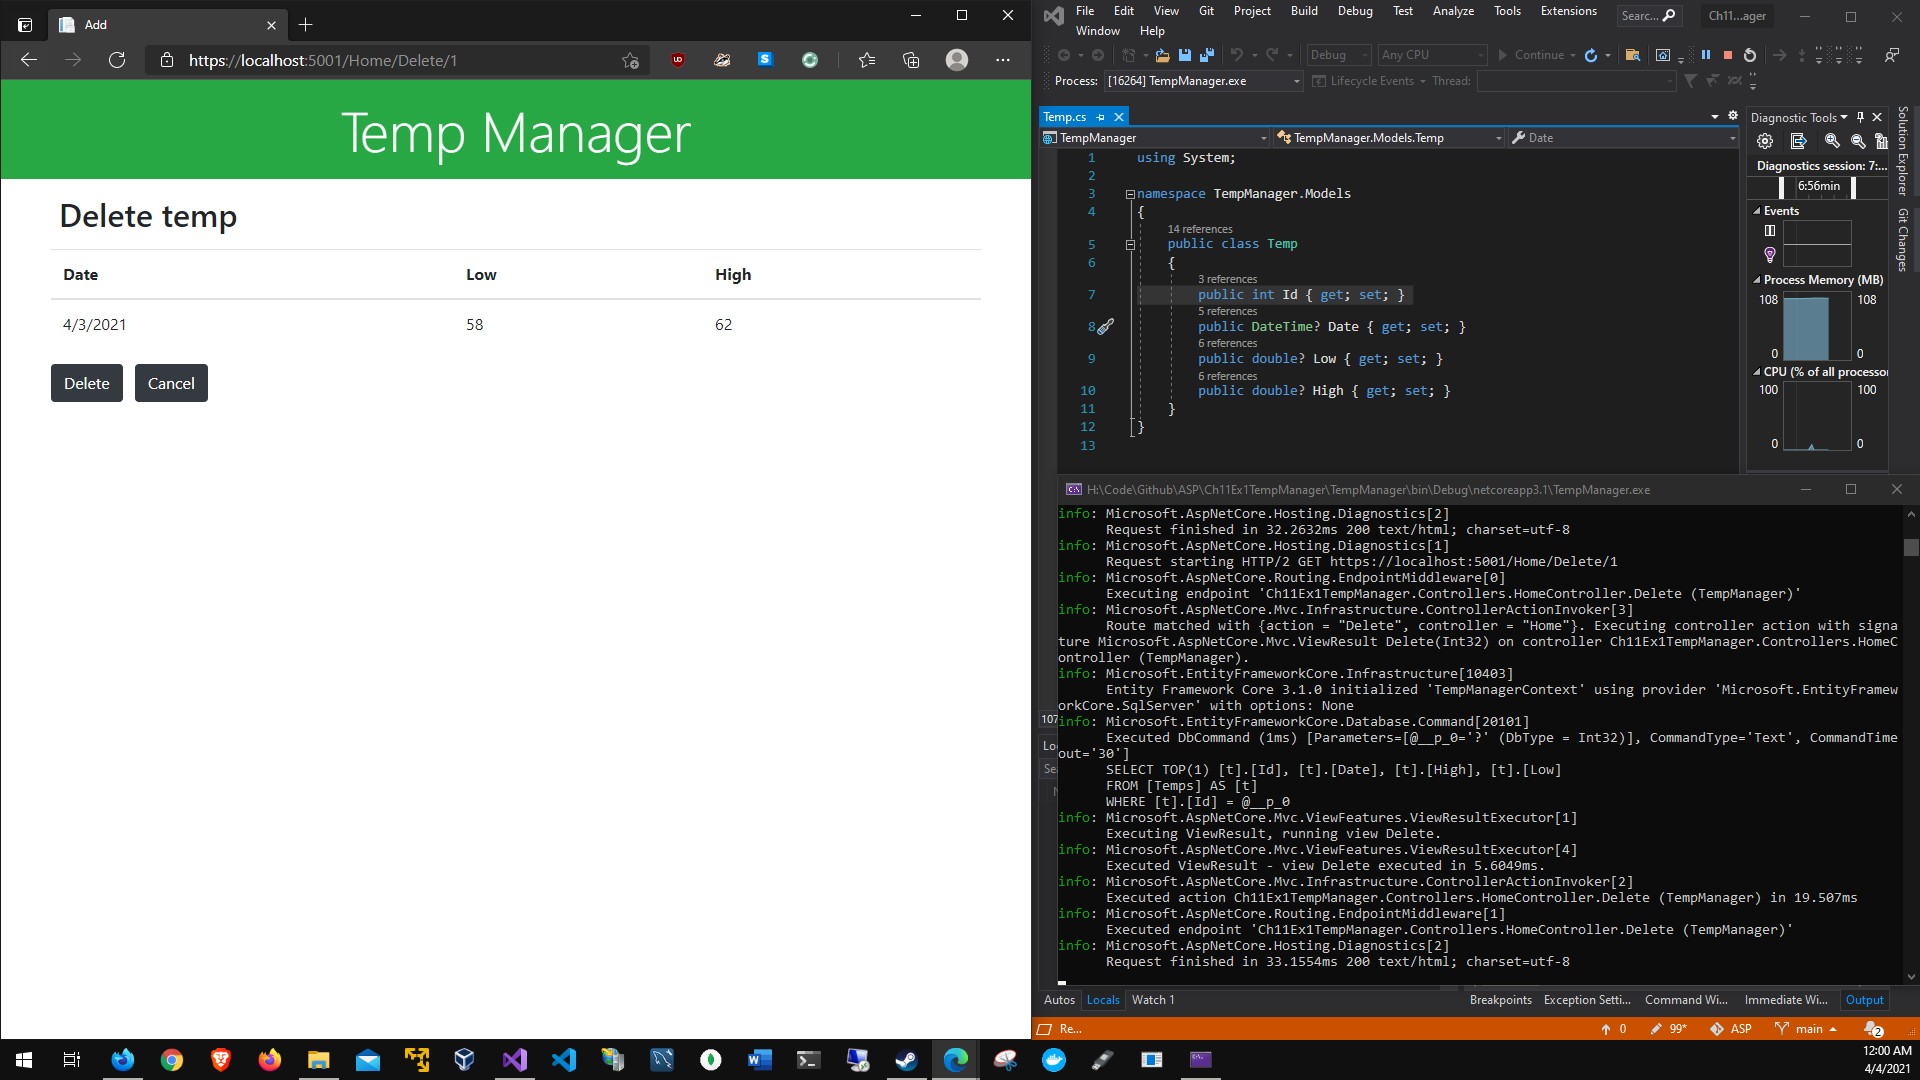 Add
https://localhost:5001/Home/Delete/1
Temp Manager
Delete temp
Date Low High
4/3/2021 58 62
Delete Cancel
File Edit View Git Project Build Debug Test Analyze Tools Extensions
Window Help
Searc...
Ch11...ager
Debug Any CPU Continue
Process: [16264] TempManager.exe Lifecycle Events Thread:
Temp.cs
TempManager TempManager.Models.Temp Date
1 using System;
2
3 namespace TempManager.Models
4 {
14 references
5 public class Temp
6 {
3 references
7 public int Id { get; set; }
5 references
8 public DateTime? Date { get; set; }
6 references
9 public double? Low { get; set; }
6 references
10 public double? High { get; set; }
11 }
12 }
13
Diagnostic Tools
Diagnostics session: 7:...
6:56min
Events
Process Memory (MB)
108 108
0 0
CPU (% of all processor
100 100
0 0
Solution Explorer
Git Changes
H:\Code\Github\ASP\Ch11Ex1TempManager\TempManager\bin\Debug\netcoreapp3.1\TempManager.exe
info: Microsoft.AspNetCore.Hosting.Diagnostics[2]
Request finished in 32.2632ms 200 text/html; charset=utf-8
info: Microsoft.AspNetCore.Hosting.Diagnostics[1]
Request starting HTTP/2 GET https://localhost:5001/Home/Delete/1
info: Microsoft.AspNetCore.Routing.EndpointMiddleware[0]
Executing endpoint 'Ch11Ex1TempManager.Controllers.HomeController.Delete (TempManager)'
info: Microsoft.AspNetCore.Mvc.Infrastructure.ControllerActionInvoker[3]
Route matched with {action = "Delete", controller = "Home"}. Executing controller action with signa
ture Microsoft.AspNetCore.Mvc.ViewResult Delete(Int32) on controller Ch11Ex1TempManager.Controllers.HomeC
ontroller (TempManager).
info: Microsoft.EntityFrameworkCore.Infrastructure[10403]
Entity Framework Core 3.1.0 initialized 'TempManagerContext' using provider 'Microsoft.EntityFramew
orkCore.SqlServer' with options: None
info: Microsoft.EntityFrameworkCore.Database.Command[20101]
Executed DbCommand (1ms) [Parameters=[@__p_0='?' (DbType = Int32)], CommandType='Text', CommandTime
out='30']
SELECT TOP(1) [t].[Id], [t].[Date], [t].[High], [t].[Low]
FROM [Temps] AS [t]
WHERE [t].[Id] = @__p_0
info: Microsoft.AspNetCore.Mvc.ViewFeatures.ViewResultExecutor[1]
Executing ViewResult, running view Delete.
info: Microsoft.AspNetCore.Mvc.ViewFeatures.ViewResultExecutor[4]
Executed ViewResult - view Delete executed in 5.6049ms.
info: Microsoft.AspNetCore.Mvc.Infrastructure.ControllerActionInvoker[2]
Executed action Ch11Ex1TempManager.Controllers.HomeController.Delete (TempManager) in 19.507ms
info: Microsoft.AspNetCore.Routing.EndpointMiddleware[1]
Executed endpoint 'Ch11Ex1TempManager.Controllers.HomeController.Delete (TempManager)'
info: Microsoft.AspNetCore.Hosting.Diagnostics[2]
Request finished in 33.1554ms 200 text/html; charset=utf-8
107
Lo
Se
Autos Locals Watch 1
Breakpoints Exception Setti... Command Wi... Immediate Wi... Output
Re... 0 99* ASP main 2
12:00 AM
4/4/2021